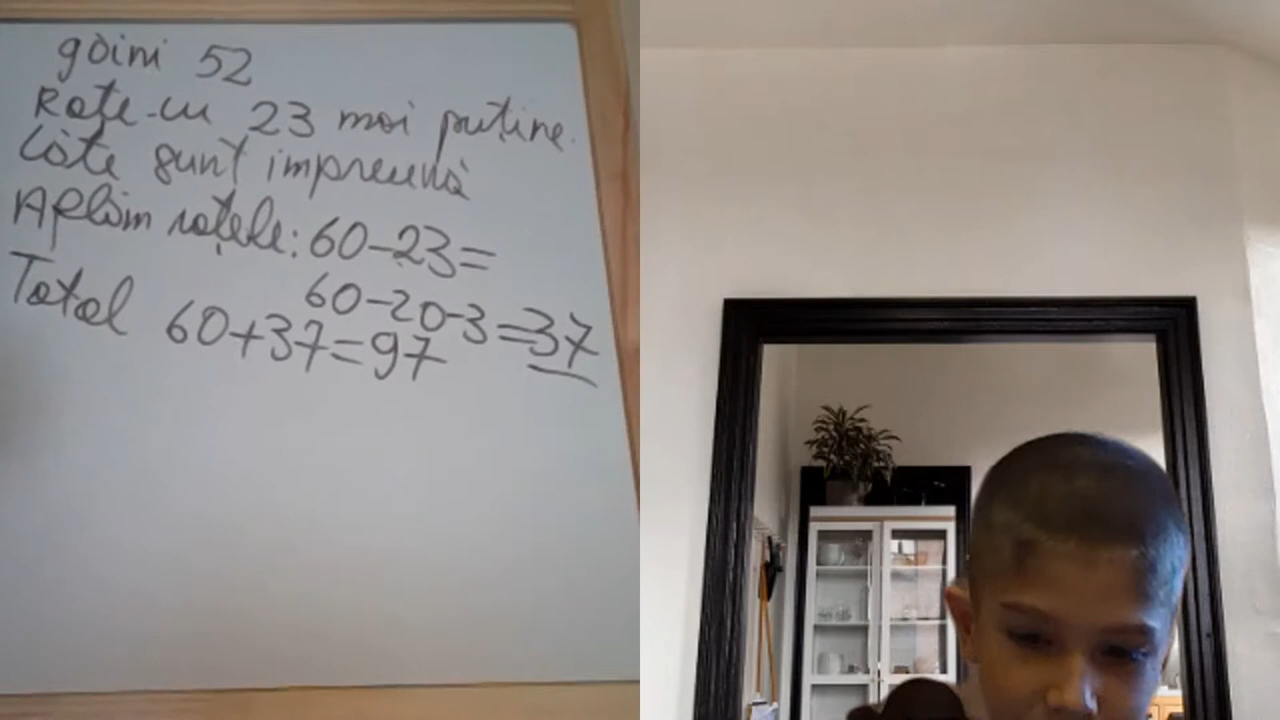 găini 52
Rațe-cu 23 mai puține.
Câte sunt împreună
Aflăm rațele: 60-23=
60-20-3=37
Total 60+37=97